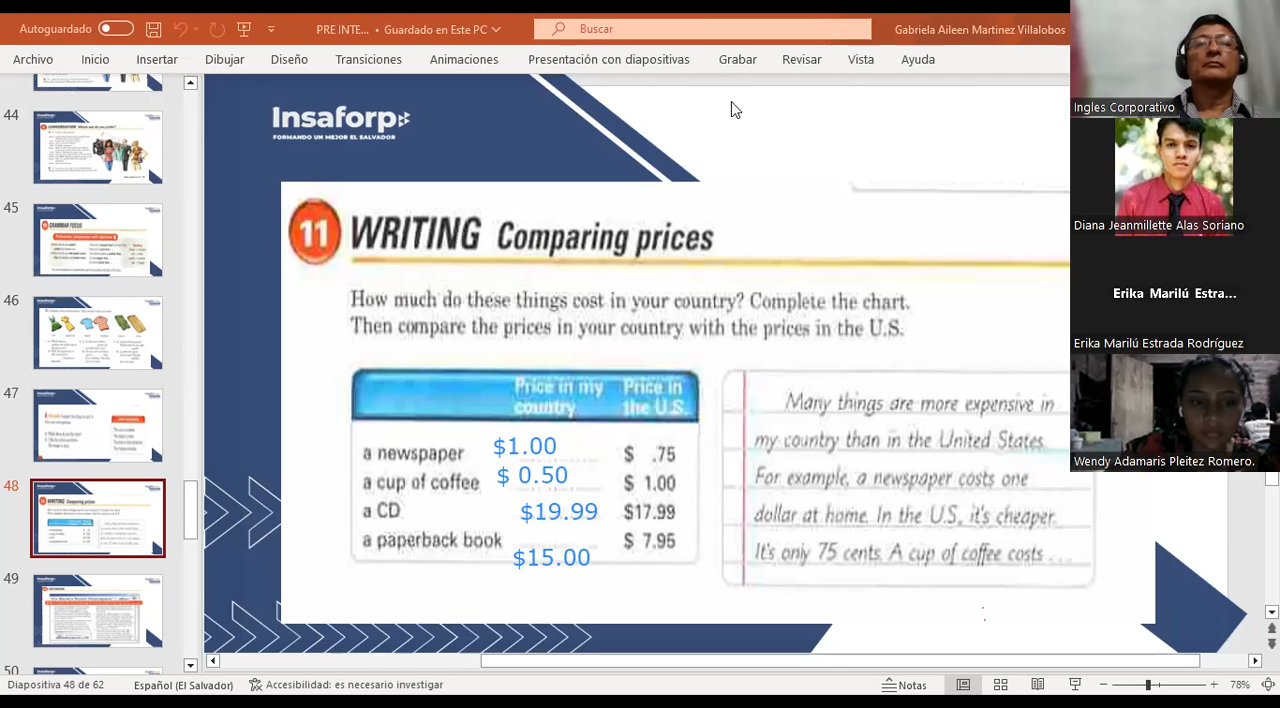 Autoguardado
PRE INTE... • Guardado en Este PC
Buscar
Gabriela Aileen Martinez Villalobos
Archivo Inicio Insertar Dibujar Diseño Transiciones Animaciones Presentación con diapositivas Grabar Revisar Vista Ayuda
44
45
46
47
48
49
50
Insaforp
FORMANDO UN MEJOR EL SALVADOR
11 WRITING Comparing prices
How much do these things cost in your country? Complete the chart.
Then compare the prices in your country with the prices in the U.S.
Price in my country
Price in the U.S.
a newspaper $1.00 $ .75
a cup of coffee $ 0.50 $ 1.00
a CD $19.99 $17.99
a paperback book $15.00 $ 7.95
Many things are more expensive in
my country than in the United States.
For example, a newspaper costs one
dollar at home. In the U.S. it's cheaper.
It's only 75 cents. A cup of coffee costs . . .
Ingles Corporativo
Diana Jeanmillette Alas Soriano
Erika Marilú Estra...
Erika Marilú Estrada Rodríguez
Wendy Adamaris Pleitez Romero.
Diapositiva 48 de 62
Español (El Salvador)
Accesibilidad: es necesario investigar
Notas
78%